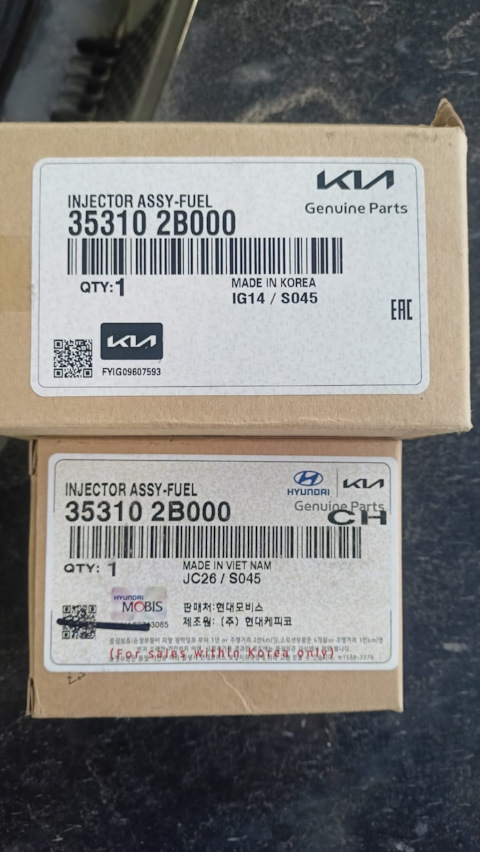 KIA
Genuine Parts
INJECTOR ASSY-FUEL
35310 2B000
QTY:1
MADE IN KOREA
IG14 / S045
EAC
KIA
FYIG09607593
HYUNDAI | KIA
Genuine Parts
CH
INJECTOR ASSY-FUEL
35310 2B000
QTY: 1
MADE IN VIET NAM
JC26 / S045
HYUNDAI
MOBIS
3085
판매처:현대모비스
제조원: (주) 현대케피코
(For sales within Korea only)